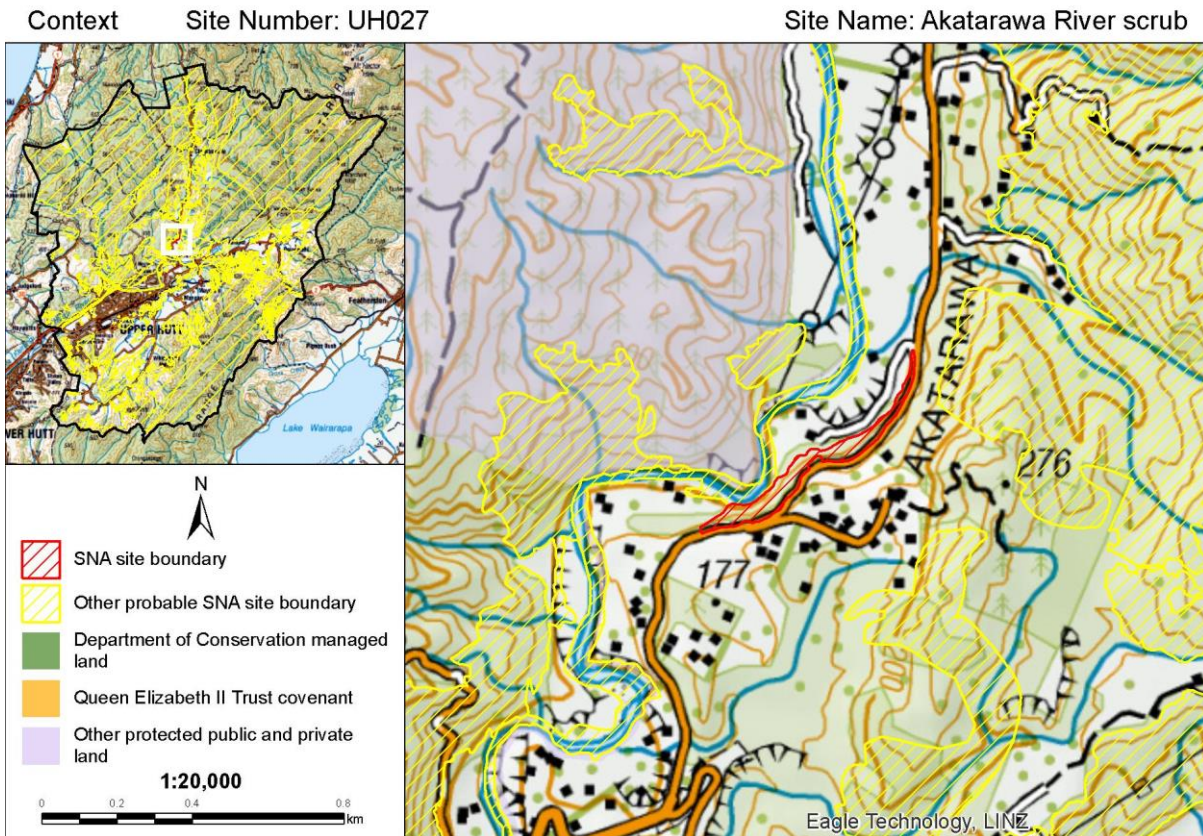 Context
Site Number: UH027
Site Name: Akatarawa River scrub
UPPER HUTT
Featherston
RANGE
Lake Wairarapa
N
SNA site boundary
Other probable SNA site boundary
Department of Conservation managed
land
Queen Elizabeth II Trust covenant
Other protected public and private
land
1:20,000
0 0.2 0.4 0.8
km
AKATARAWA
276
177
Eagle Technology, LINZ